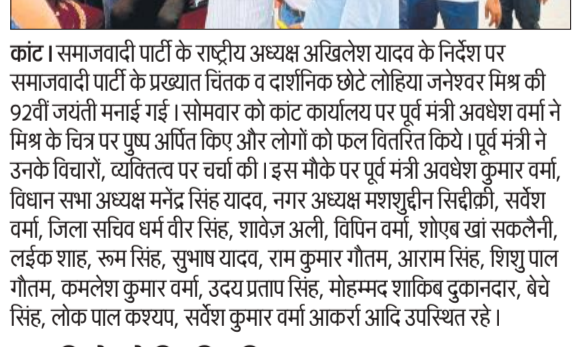 कांट। समाजवादी पार्टी के राष्ट्रीय अध्यक्ष अखिलेश यादव के निर्देश पर
समाजवादी पार्टी के प्रख्यात चिंतक व दार्शनिक छोटे लोहिया जनेश्वर मिश्र की
92वीं जयंती मनाई गई। सोमवार को कांट कार्यालय पर पूर्व मंत्री अवधेश वर्मा ने
मिश्र के चित्र पर पुष्प अर्पित किए और लोगों को फल वितरित किये। पूर्व मंत्री ने
उनके विचारों, व्यक्तित्व पर चर्चा की। इस मौके पर पूर्व मंत्री अवधेश कुमार वर्मा,
विधान सभा अध्यक्ष मनेंद्र सिंह यादव, नगर अध्यक्ष मशशुद्दीन सिद्दीक़ी, सर्वेश
वर्मा, जिला सचिव धर्म वीर सिंह, शावेज़ अली, विपिन वर्मा, शोएब खां सकलैनी,
लईक शाह, रूम सिंह, सुभाष यादव, राम कुमार गौतम, आराम सिंह, शिशु पाल
गौतम, कमलेश कुमार वर्मा, उदय प्रताप सिंह, मोहम्मद शाकिब दुकानदार, बेचे
सिंह, लोक पाल कश्यप, सर्वेश कुमार वर्मा आकर्रा आदि उपस्थित रहे।